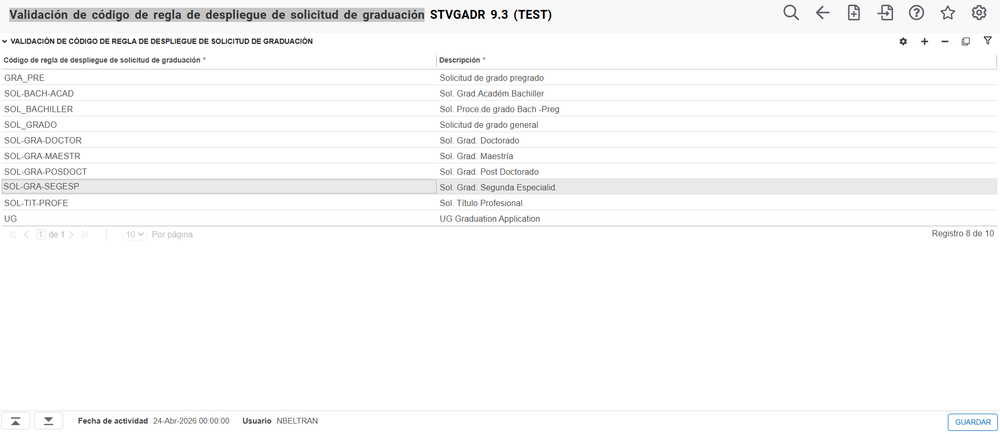 Validación de código de regla de despliegue de solicitud de graduación STVGADR 9.3 (TEST)
VALIDACIÓN DE CÓDIGO DE REGLA DE DESPLIEGUE DE SOLICITUD DE GRADUACIÓN
Código de regla de despliegue de solicitud de graduación * Descripción *
GRA_PRE Solicitud de grado pregrado
SOL-BACH-ACAD Sol. Grad.Académ.Bachiller
SOL_BACHILLER Sol. Proce.de grado Bach -Preg
SOL_GRADO Solicitud de grado general
SOL-GRA-DOCTOR Sol. Grad. Doctorado
SOL-GRA-MAESTR Sol. Grad. Maestría
SOL-GRA-POSDOCT Sol. Grad. Post Doctorado
SOL-GRA-SEGESP Sol. Grad. Segunda Especialid.
SOL-TIT-PROFE Sol. Título Profesional
UG UG Graduation Application
1 de 1 10 Por página Registro 8 de 10
Fecha de actividad 24-Abr-2026 00:00:00 Usuario NBELTRAN GUARDAR